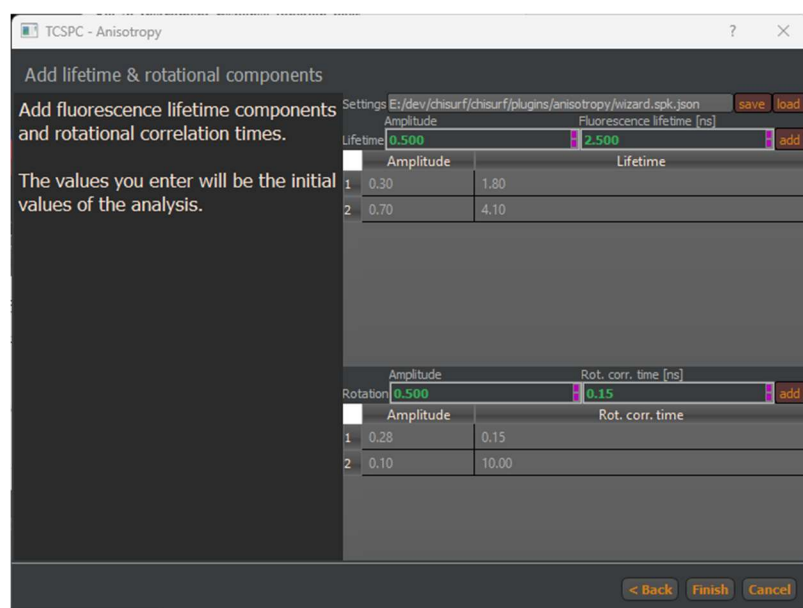 TCSPC - Anisotropy ? ×
Add lifetime & rotational components
Add fluorescence lifetime components
and rotational correlation times.
The values you enter will be the initial
values of the analysis.
Settings E:/dev/chisurf/chisurf/plugins/anisotropy/wizard.spk.json save load
Amplitude Fluorescence lifetime [ns]
Lifetime 0.500 2.500 add
Amplitude Lifetime
1 0.30 1.80
2 0.70 4.10
Amplitude Rot. corr. time [ns]
Rotation 0.500 0.15 add
Amplitude Rot. corr. time
1 0.28 0.15
2 0.10 10.00
< Back Finish Cancel